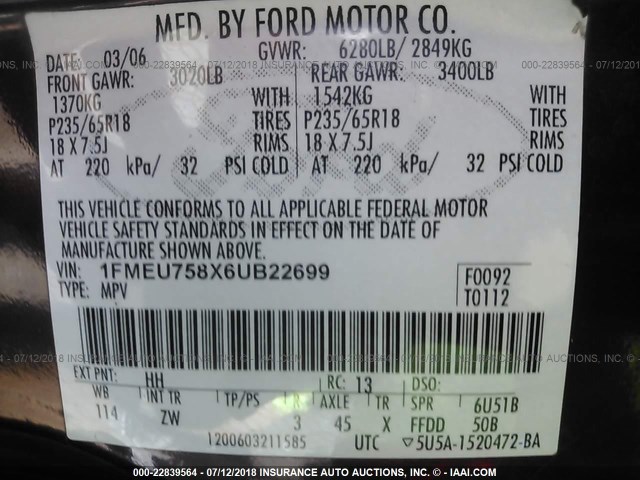 MFD. BY FORD MOTOR CO.
DATE: 03/06 GVWR: 6280LB/ 2849KG
FRONT GAWR: 3020LB REAR GAWR: 3400LB
1370KG WITH 1542KG WITH
P235/65R18 TIRES P235/65R18 TIRES
18 X 7.5J RIMS 18 X 7.5J RIMS
AT 220 kPa/ 32 PSI COLD AT 220 kPa/ 32 PSI COLD
THIS VEHICLE CONFORMS TO ALL APPLICABLE FEDERAL MOTOR
VEHICLE SAFETY STANDARDS IN EFFECT ON THE DATE OF
MANUFACTURE SHOWN ABOVE.
VIN: 1FMEU758X6UB22699 F0092
TYPE: MPV T0112
EXT PNT: HH RC: 13 DSO:
WB INT TR TP/PS R AXLE TR SPR 6U51B
114 ZW 3 45 X FFDD 50B
1200603211585 UTC 5U5A-1520472-BA
00-22839564 - 07/12/2018 INSURANCE AUTO AUCTIONS INC. - © IAAI.COM